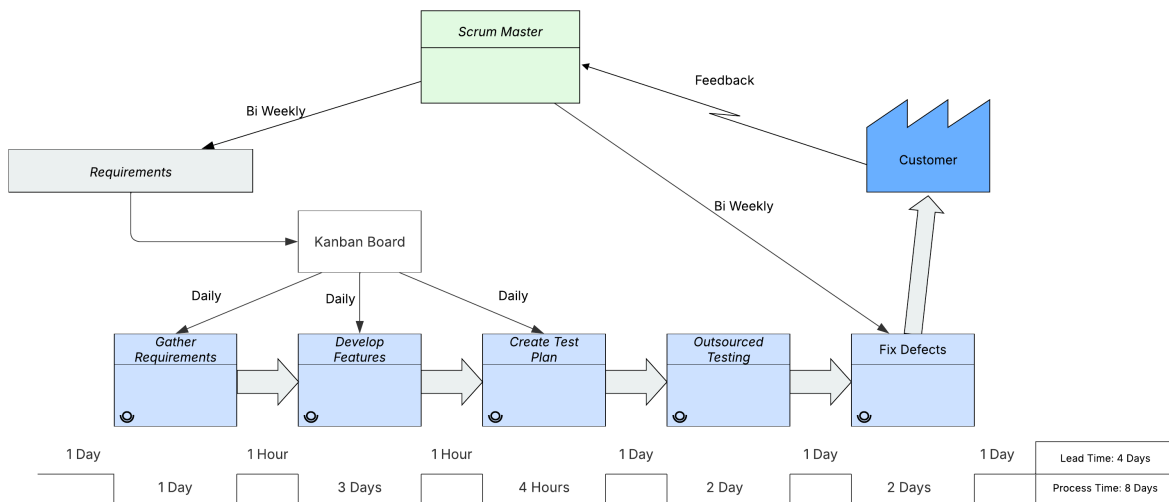 Scrum Master
Feedback
Bi Weekly
Customer
Requirements
Bi Weekly
Kanban Board
Daily
Daily
Daily
Gather
Requirements
Develop
Features
Create Test
Plan
Outsourced
Testing
Fix Defects
1 Day
1 Hour
1 Hour
1 Day
1 Day
1 Day
Lead Time: 4 Days
1 Day
3 Days
4 Hours
2 Day
2 Days
Process Time: 8 Days